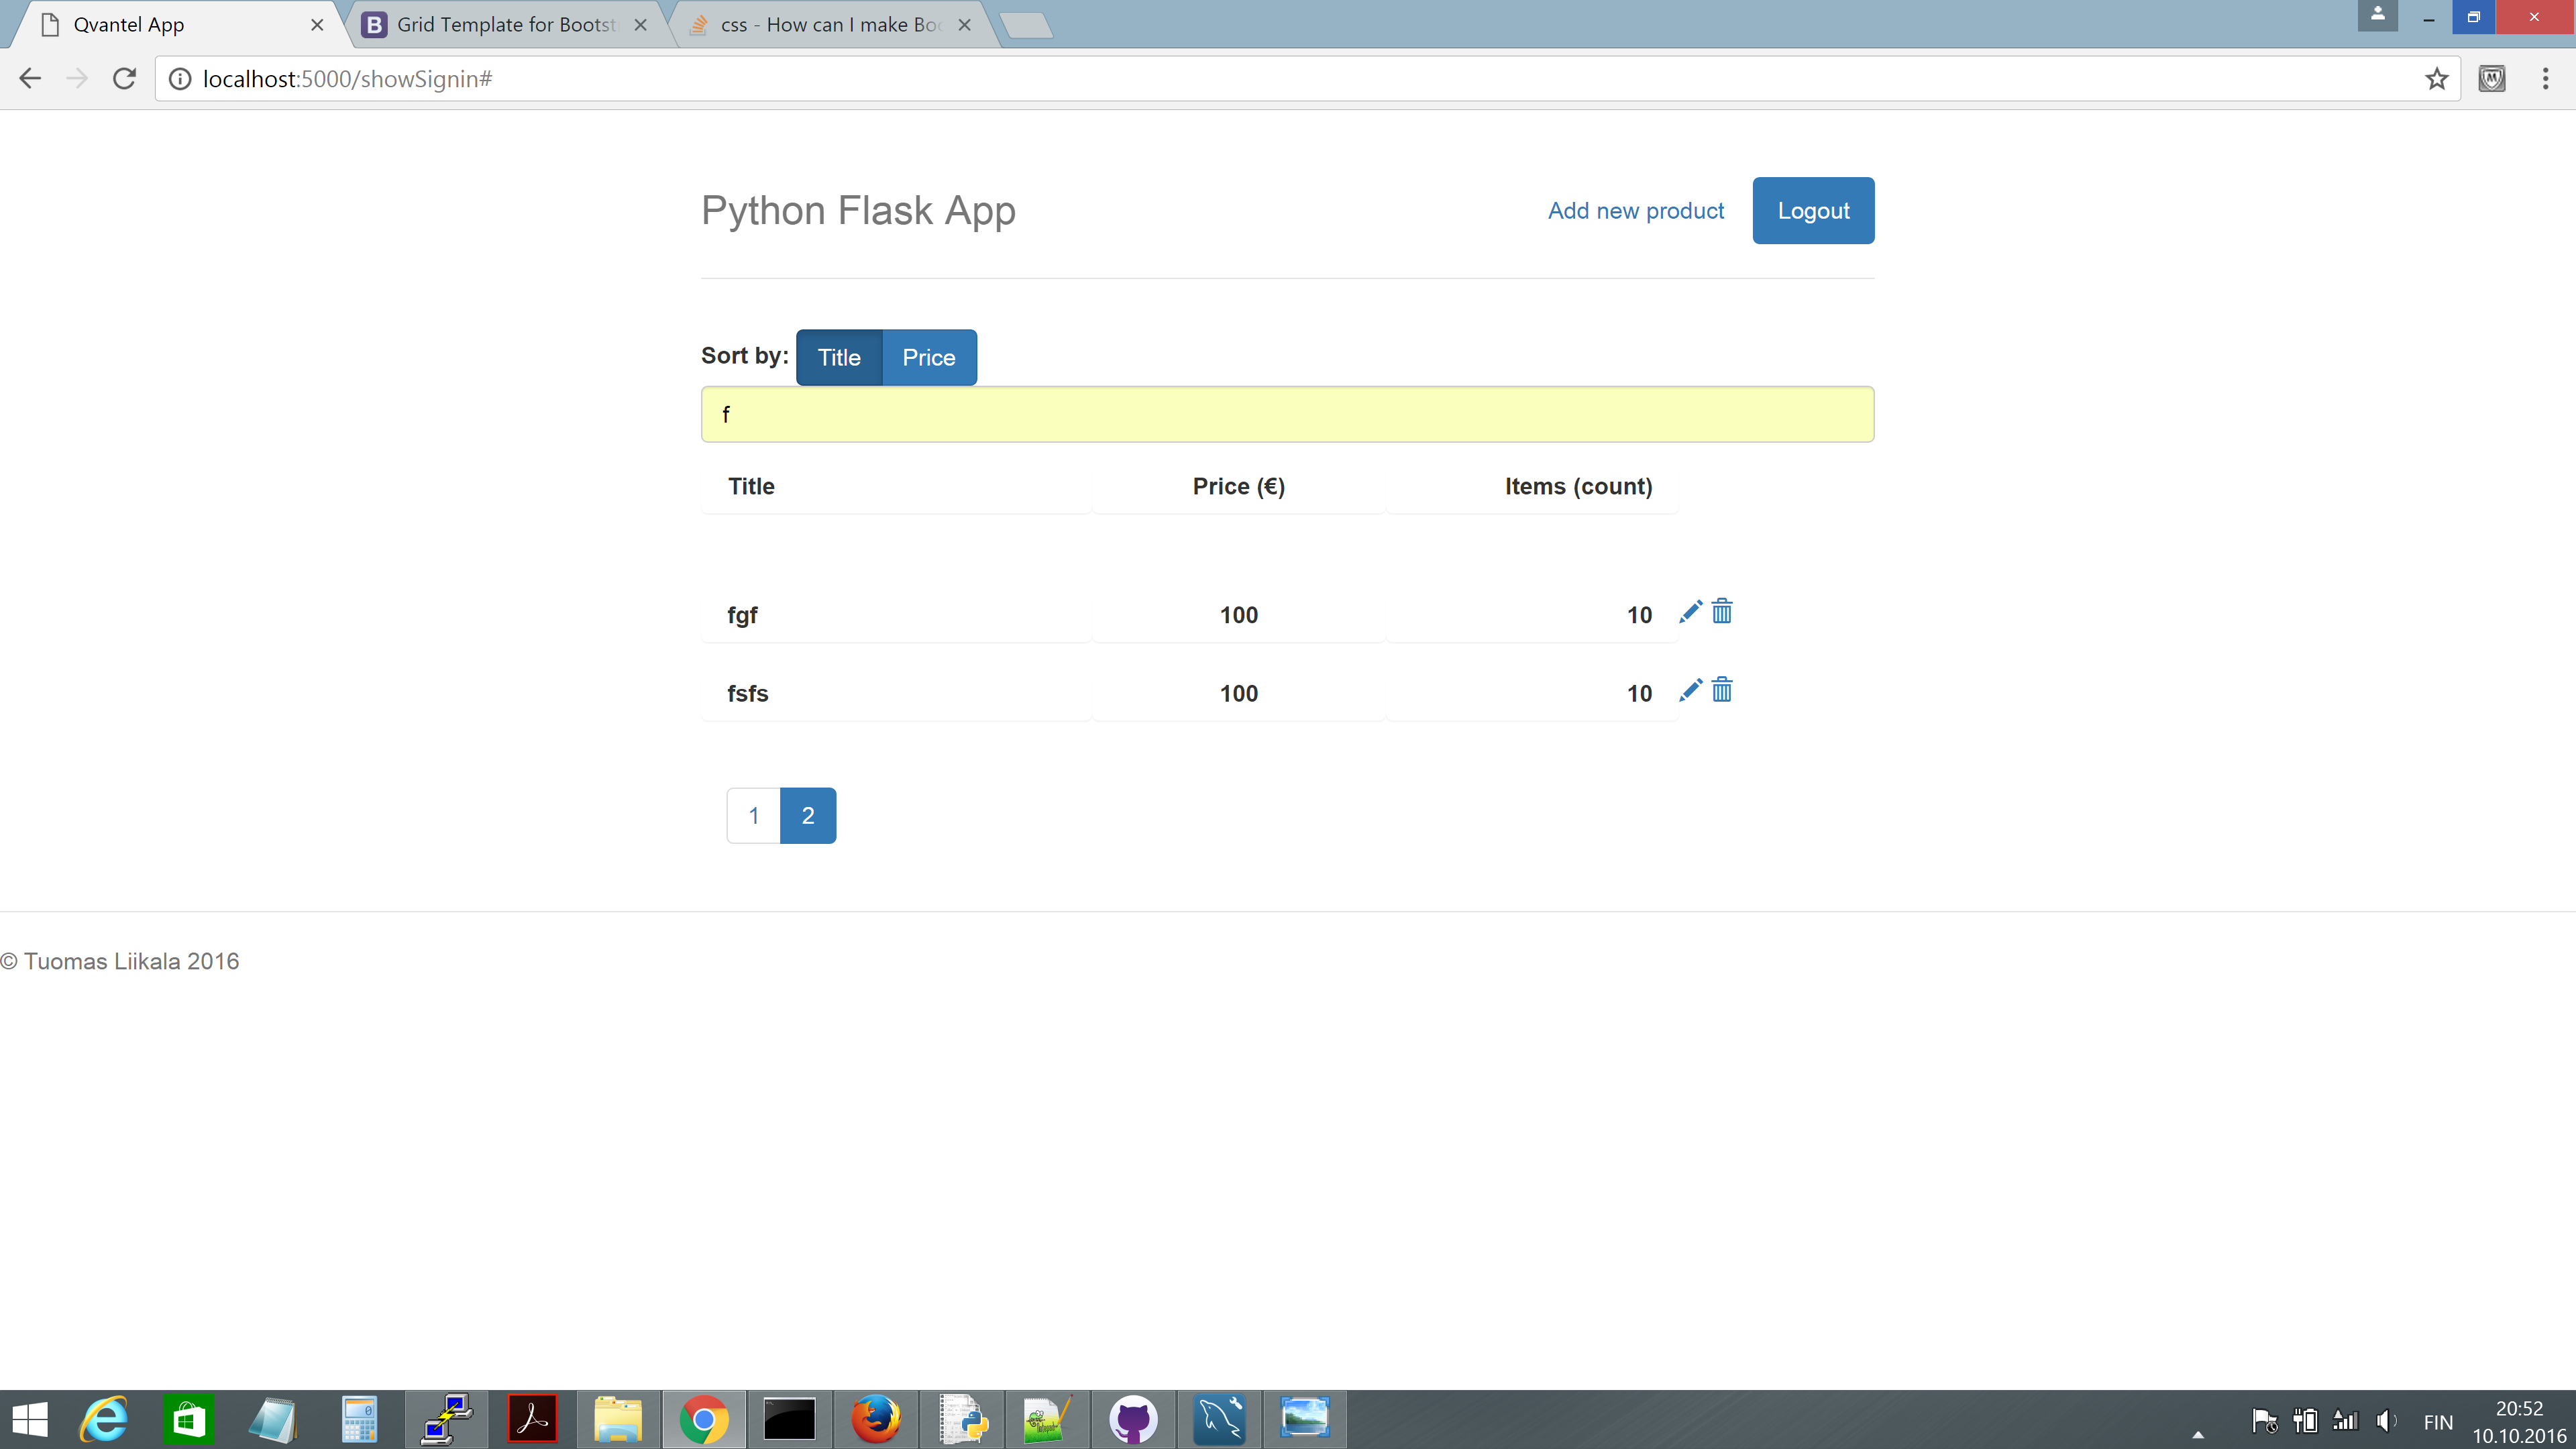 Qvantel App
Grid Template for Bootst
css - How can I make Boo
localhost:5000/showSignin#
Python Flask App
Add new product
Logout
Sort by:
Title
Price
f
Title
Price (€)
Items (count)
fgf
100
10
fsfs
100
10
1
2
© Tuomas Liikala 2016
FIN
20:52
10.10.2016